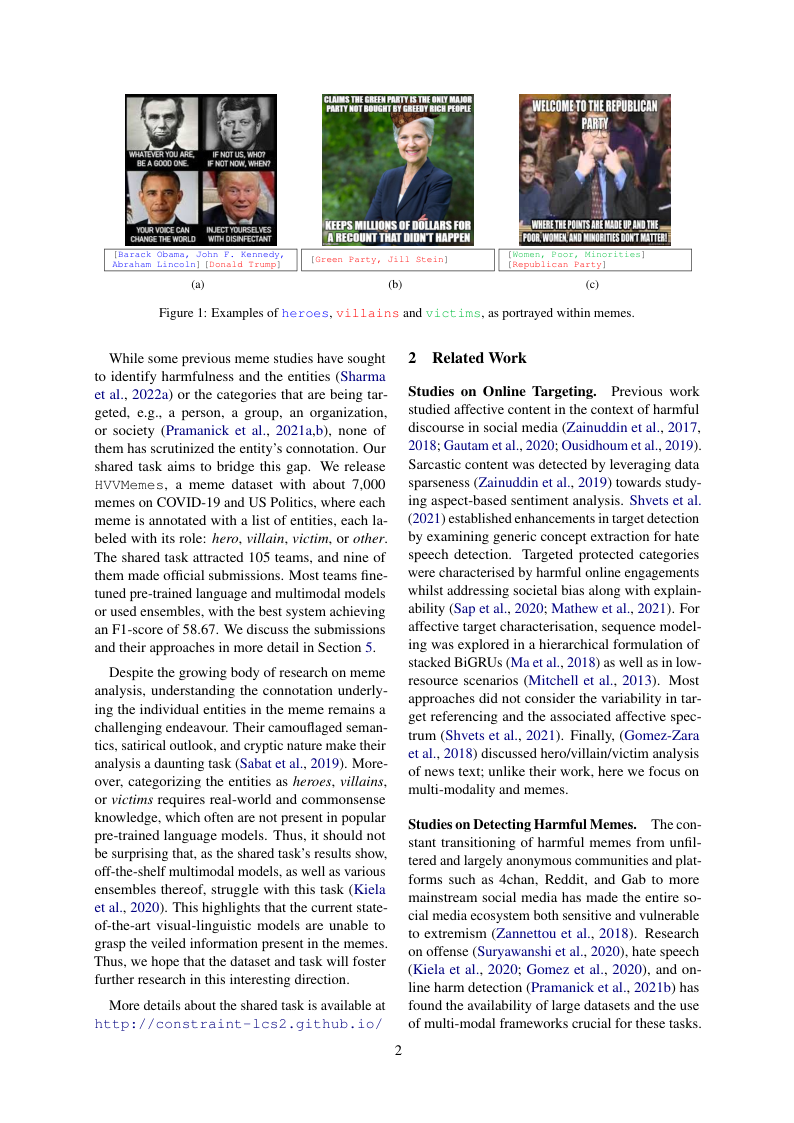 WHATEVER YOU ARE,
BE A GOOD ONE.
IF NOT US, WHO?
IF NOT NOW, WHEN?
YOUR VOICE CAN
CHANGE THE WORLD
INJECT YOURSELVES
WITH DISINFECTANT
[Barack Obama, John F. Kennedy,
Abraham Lincoln] [Donald Trump]
(a)
CLAIMS THE GREEN PARTY IS THE ONLY MAJOR
PARTY NOT BOUGHT BY GREEDY RICH PEOPLE
KEEPS MILLIONS OF DOLLARS FOR
A RECOUNT THAT DIDN'T HAPPEN
[Green Party, Jill Stein]
(b)
WELCOME TO THE REPUBLICAN
PARTY
WHERE THE POINTS ARE MADE UP AND THE
POOR, WOMEN, AND MINORITIES DON'T MATTER!
[Women, Poor, Minorities]
[Republican Party]
(c)
Figure 1: Examples of heroes, villains and victims, as portrayed within memes.
While some previous meme studies have sought
to identify harmfulness and the entities (Sharma
et al., 2022a) or the categories that are being tar-
geted, e.g., a person, a group, an organization,
or society (Pramanick et al., 2021a,b), none of
them has scrutinized the entity's connotation. Our
shared task aims to bridge this gap. We release
HVVMemes, a meme dataset with about 7,000
memes on COVID-19 and US Politics, where each
meme is annotated with a list of entities, each la-
beled with its role: hero, villain, victim, or other.
The shared task attracted 105 teams, and nine of
them made official submissions. Most teams fine-
tuned pre-trained language and multimodal models
or used ensembles, with the best system achieving
an F1-score of 58.67. We discuss the submissions
and their approaches in more detail in Section 5.
Despite the growing body of research on meme
analysis, understanding the connotation underly-
ing the individual entities in the meme remains a
challenging endeavour. Their camouflaged seman-
tics, satirical outlook, and cryptic nature make their
analysis a daunting task (Sabat et al., 2019). More-
over, categorizing the entities as heroes, villains,
or victims requires real-world and commonsense
knowledge, which often are not present in popular
pre-trained language models. Thus, it should not
be surprising that, as the shared task's results show,
off-the-shelf multimodal models, as well as various
ensembles thereof, struggle with this task (Kiela
et al., 2020). This highlights that the current state-
of-the-art visual-linguistic models are unable to
grasp the veiled information present in the memes.
Thus, we hope that the dataset and task will foster
further research in this interesting direction.
More details about the shared task is available at
http://constraint-lcs2.github.io/
2 Related Work
Studies on Online Targeting. Previous work
studied affective content in the context of harmful
discourse in social media (Zainuddin et al., 2017,
2018; Gautam et al., 2020; Ousidhoum et al., 2019).
Sarcastic content was detected by leveraging data
sparseness (Zainuddin et al., 2019) towards study-
ing aspect-based sentiment analysis. Shvets et al.
(2021) established enhancements in target detection
by examining generic concept extraction for hate
speech detection. Targeted protected categories
were characterised by harmful online engagements
whilst addressing societal bias along with explain-
ability (Sap et al., 2020; Mathew et al., 2021). For
affective target characterisation, sequence model-
ing was explored in a hierarchical formulation of
stacked BiGRUs (Ma et al., 2018) as well as in low-
resource scenarios (Mitchell et al., 2013). Most
approaches did not consider the variability in tar-
get referencing and the associated affective spec-
trum (Shvets et al., 2021). Finally, (Gomez-Zara
et al., 2018) discussed hero/villain/victim analysis
of news text; unlike their work, here we focus on
multi-modality and memes.
Studies on Detecting Harmful Memes. The con-
stant transitioning of harmful memes from unfil-
tered and largely anonymous communities and plat-
forms such as 4chan, Reddit, and Gab to more
mainstream social media has made the entire so-
cial media ecosystem both sensitive and vulnerable
to extremism (Zannettou et al., 2018). Research
on offense (Suryawanshi et al., 2020), hate speech
(Kiela et al., 2020; Gomez et al., 2020), and on-
line harm detection (Pramanick et al., 2021b) has
found the availability of large datasets and the use
of multi-modal frameworks crucial for these tasks.
2